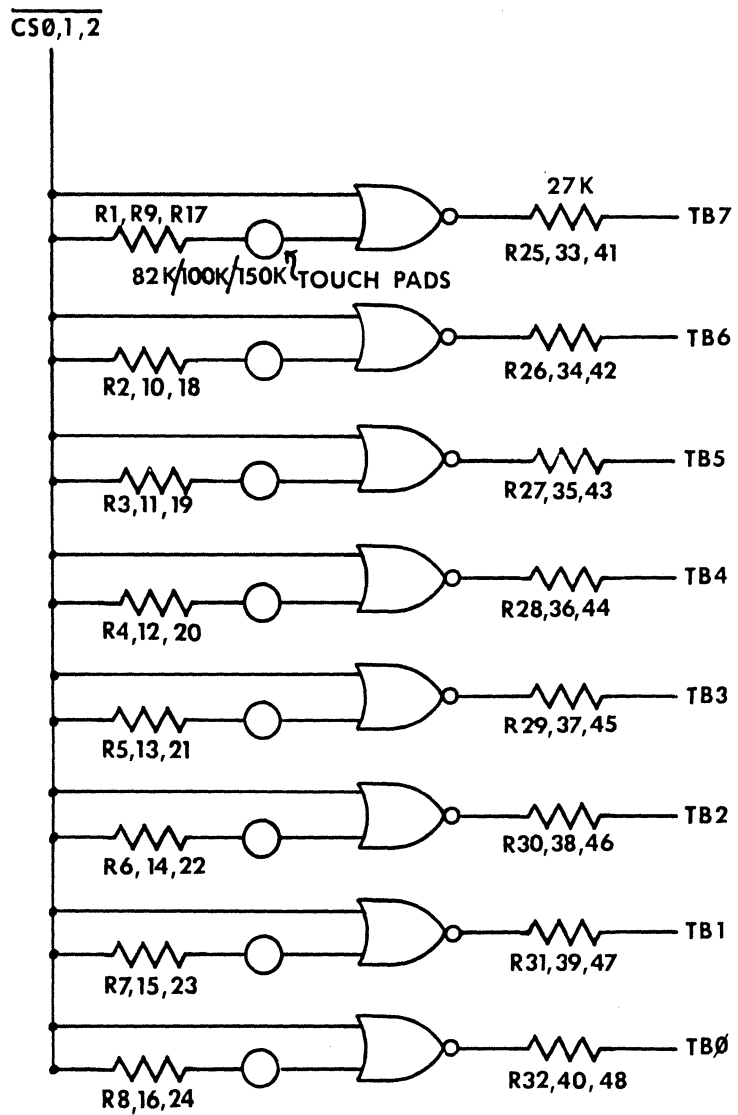 CSØ,1,2
27K
R1, R9, R17
TB7
82K/100K/150K TOUCH PADS
R25, 33, 41
TB6
R2, 10, 18
R26,34,42
TB5
R3,11,19
R27,35,43
TB4
R4,12, 20
R28,36,44
TB3
R5,13,21
R29,37,45
TB2
R6, 14,22
R30,38,46
TB1
R7,15,23
R31,39,47
TBØ
R8,16,24
R32,40, 48